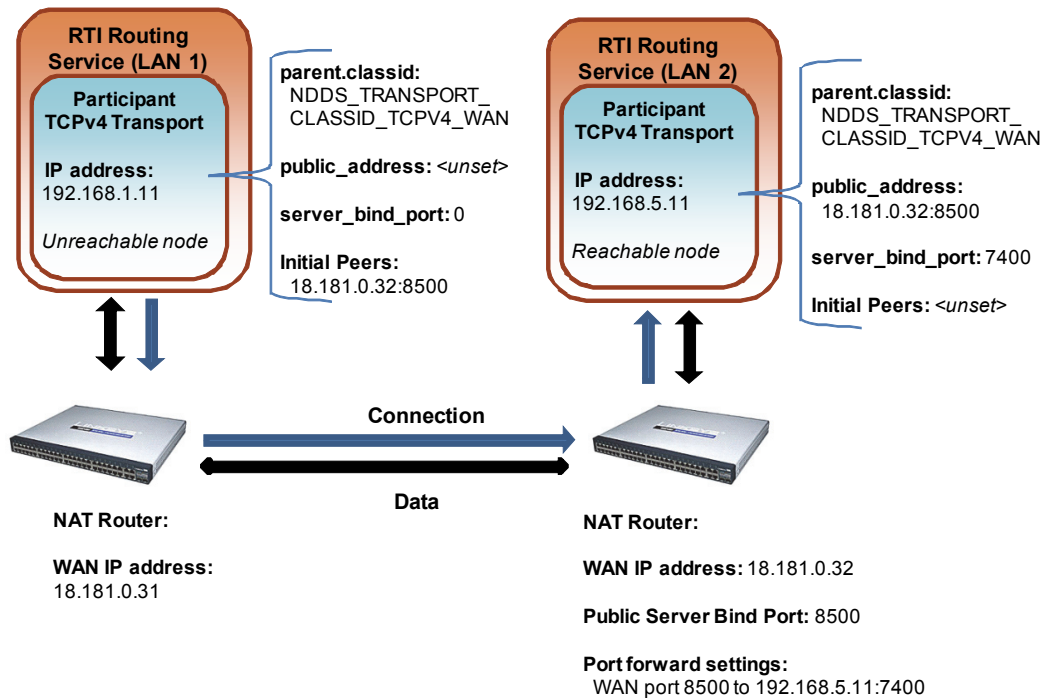 RTI Routing
Service (LAN 1)
Participant
TCPv4 Transport
IP address:
192.168.1.11
Unreachable node
parent.classid:
NDDS_TRANSPORT_
CLASSID_TCPV4_WAN
public_address: <unset>
server_bind_port: 0
Initial Peers:
18.181.0.32:8500
RTI Routing
Service (LAN 2)
Participant
TCPv4 Transport
IP address:
192.168.5.11
Reachable node
parent.classid:
NDDS_TRANSPORT_
CLASSID_TCPV4_WAN
public_address:
18.181.0.32:8500
server_bind_port: 7400
Initial Peers: <unset>
Connection
Data
NAT Router:
WAN IP address:
18.181.0.31
NAT Router:
WAN IP address: 18.181.0.32
Public Server Bind Port: 8500
Port forward settings:
WAN port 8500 to 192.168.5.11:7400